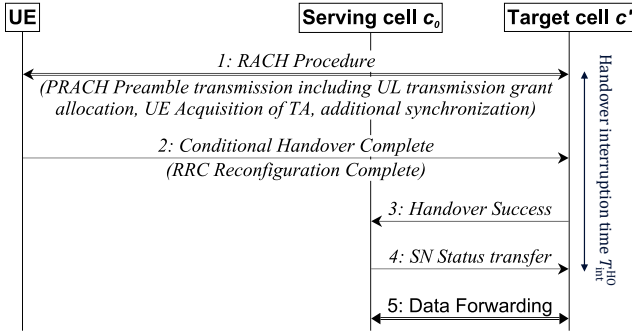 UE
Serving cell c₀
Target cell c'
1: RACH Procedure
(PRACH Preamble transmission including UL transmission grant
allocation, UE Acquisition of TA, additional synchronization)
2: Conditional Handover Complete
(RRC Reconfiguration Complete)
3: Handover Success
4: SN Status transfer
5: Data Forwarding
Handover interruption time T_int^HO